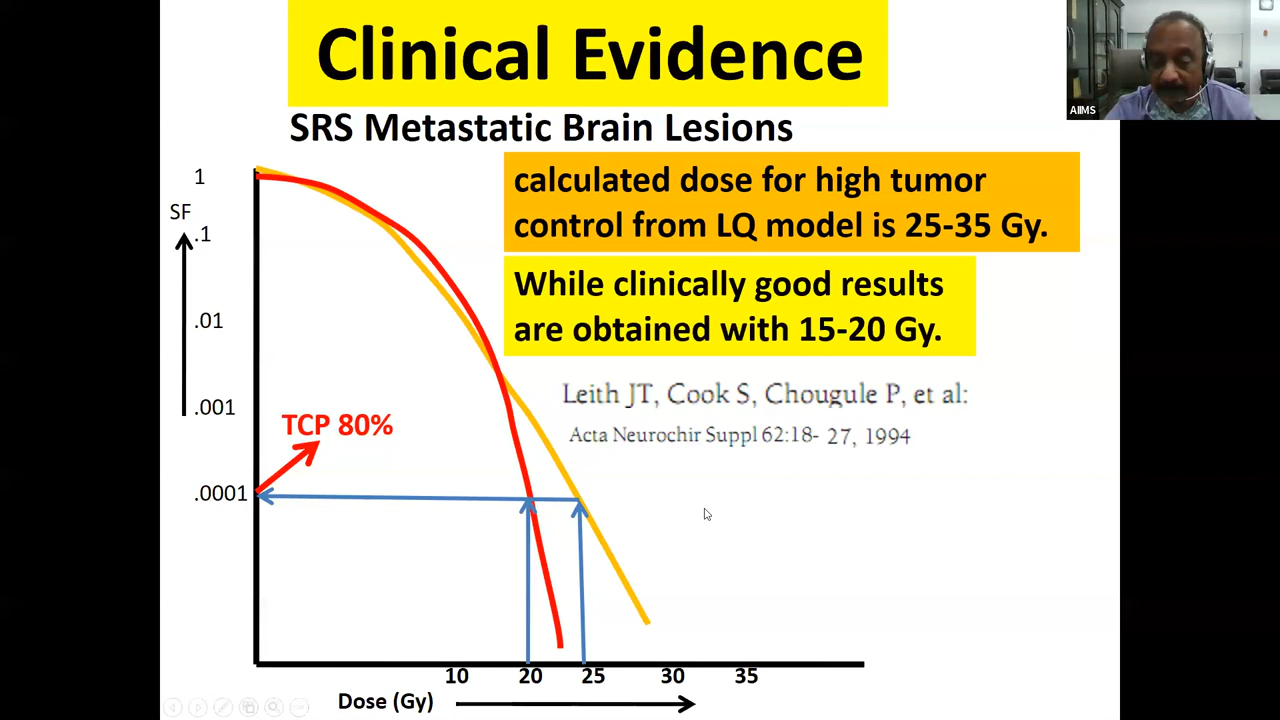 Clinical Evidence
AIIMS
SRS Metastatic Brain Lesions
calculated dose for high tumor
control from LQ model is 25-35 Gy.
While clinically good results
are obtained with 15-20 Gy.
Leith JT, Cook S, Chougule P, et al:
Acta Neurochir Suppl 62:18- 27, 1994
1
SF
.1
.01
.001
TCP 80%
.0001
10 20 25 30 35
Dose (Gy)